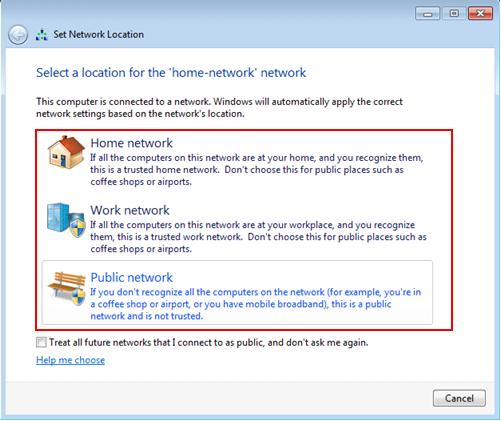 Set Network Location
Select a location for the 'home-network' network
This computer is connected to a network. Windows will automatically apply the correct
network settings based on the network's location.
Home network
If all the computers on this network are at your home, and you recognize them,
this is a trusted home network.  Don't choose this for public places such as
coffee shops or airports.
Work network
If all the computers on this network are at your workplace, and you recognize
them, this is a trusted work network.  Don't choose this for public places such as
coffee shops or airports.
Public network
If you don't recognize all the computers on the network (for example, you're in
a coffee shop or airport, or you have mobile broadband), this is a public
network and is not trusted.
Treat all future networks that I connect to as public, and don't ask me again.
Help me choose
Cancel